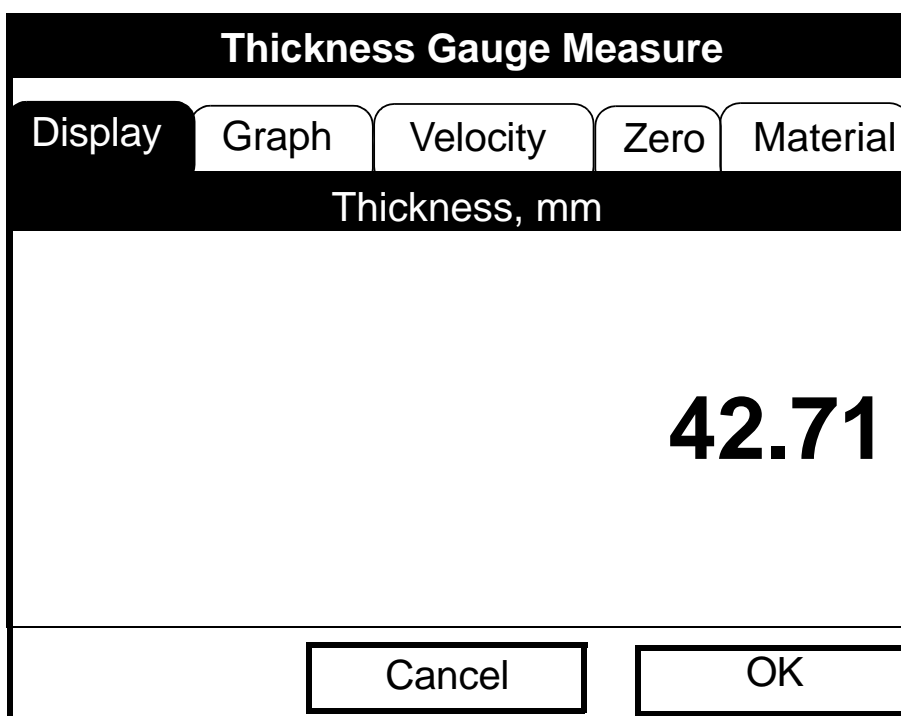 Thickness Gauge Measure
Display Graph Velocity Zero Material
Thickness, mm
42.71
Cancel OK